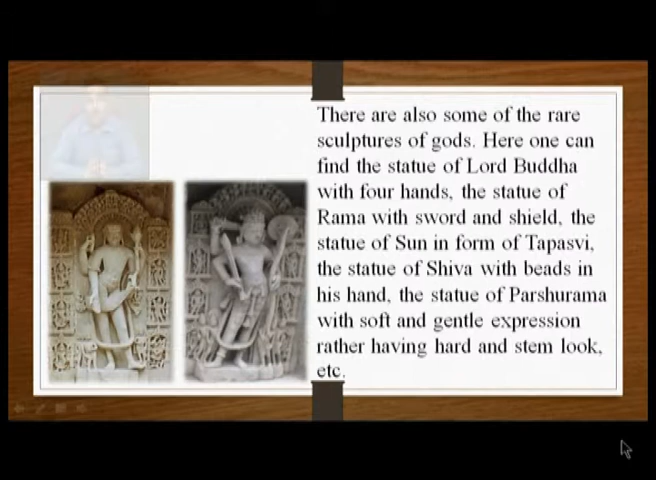 There are also some of the rare
sculptures of gods. Here one can
find the statue of Lord Buddha
with four hands, the statue of
Rama with sword and shield, the
statue of Sun in form of Tapasvi,
the statue of Shiva with beads in
his hand, the statue of Parshurama
with soft and gentle expression
rather having hard and stem look,
etc.